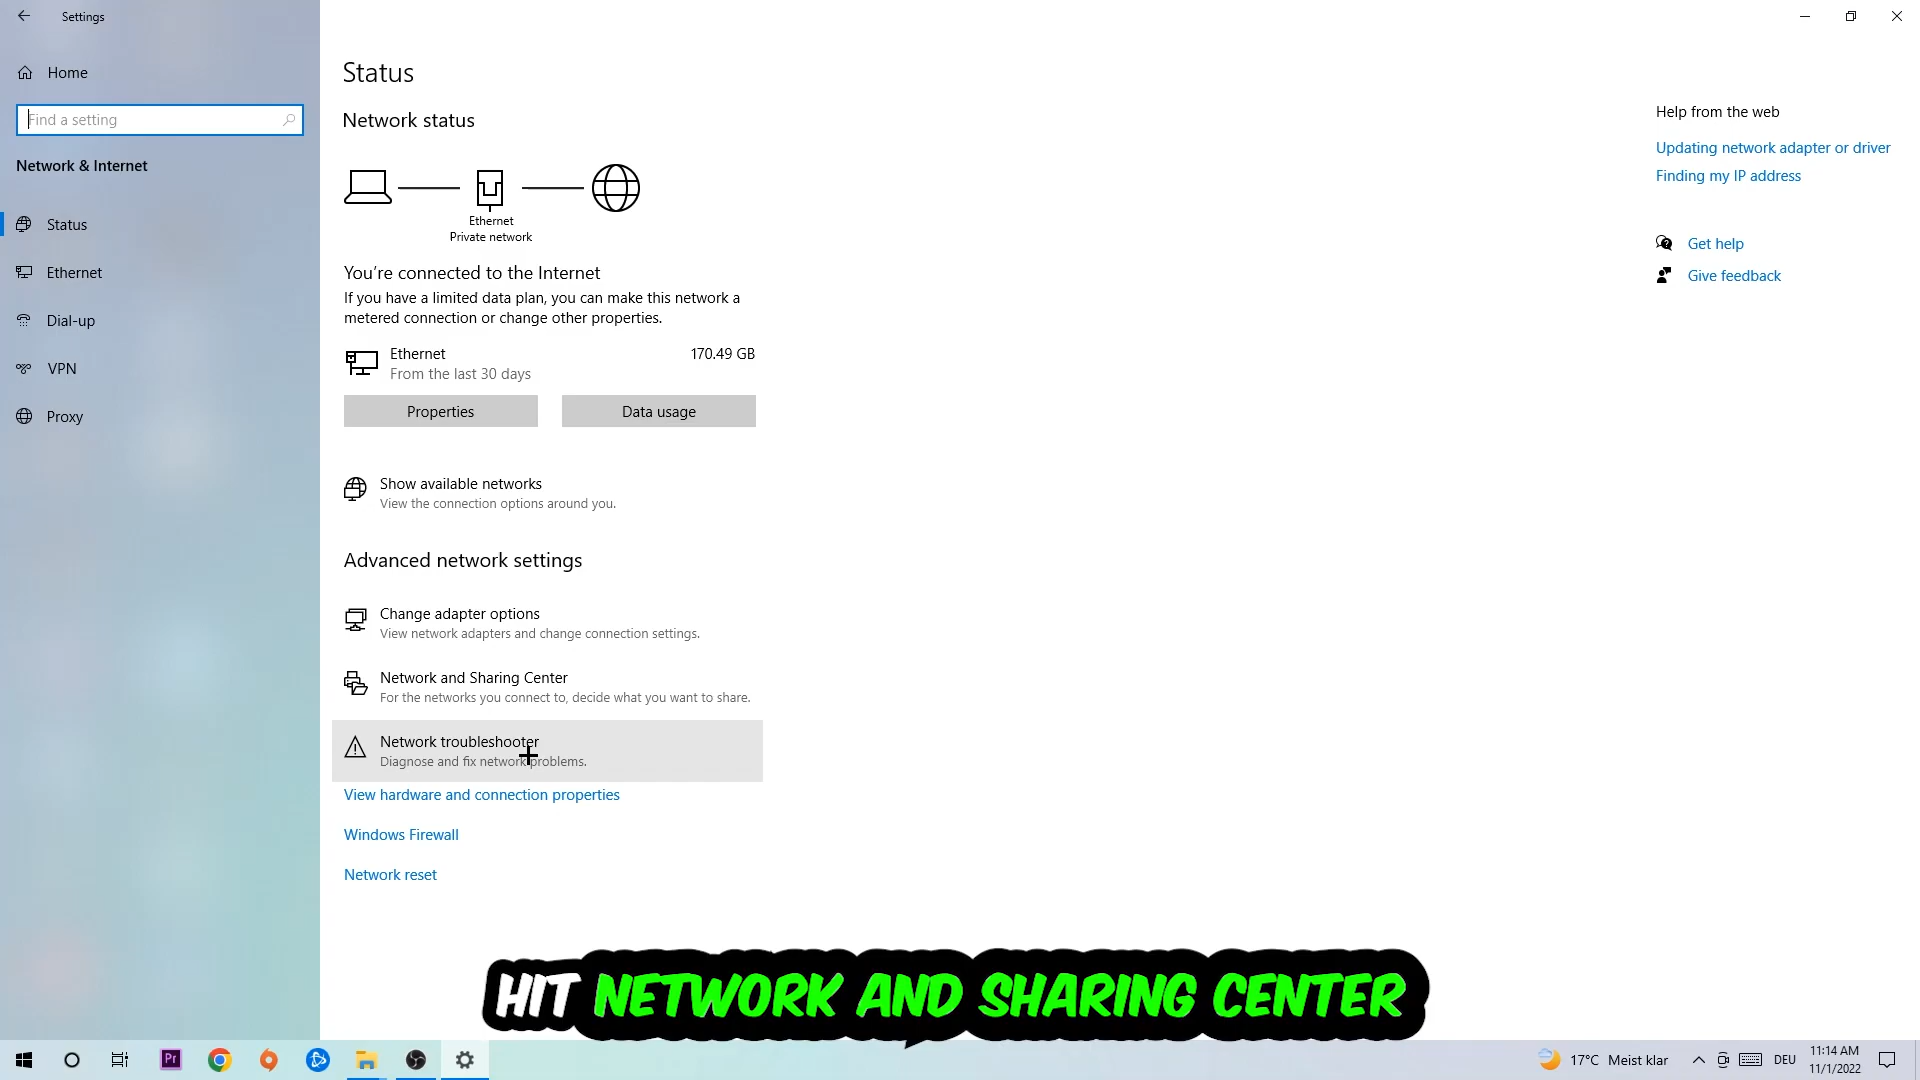 Settings
Home
Find a setting
Network & Internet
Status
Ethernet
Dial-up
VPN
Proxy
Status
Network status
Ethernet
Private network
You're connected to the Internet
If you have a limited data plan, you can make this network a
metered connection or change other properties.
Ethernet
170.49 GB
From the last 30 days
Properties
Data usage
Show available networks
View the connection options around you.
Advanced network settings
Change adapter options
View network adapters and change connection settings.
Network and Sharing Center
For the networks you connect to, decide what you want to share.
Network troubleshooter
Diagnose and fix network problems.
View hardware and connection properties
Windows Firewall
Network reset
Help from the web
Updating network adapter or driver
Finding my IP address
Get help
Give feedback
HIT NETWORK AND SHARING CENTER
Pr
17°C Meist klar
DEU
11:14 AM
11/1/2022